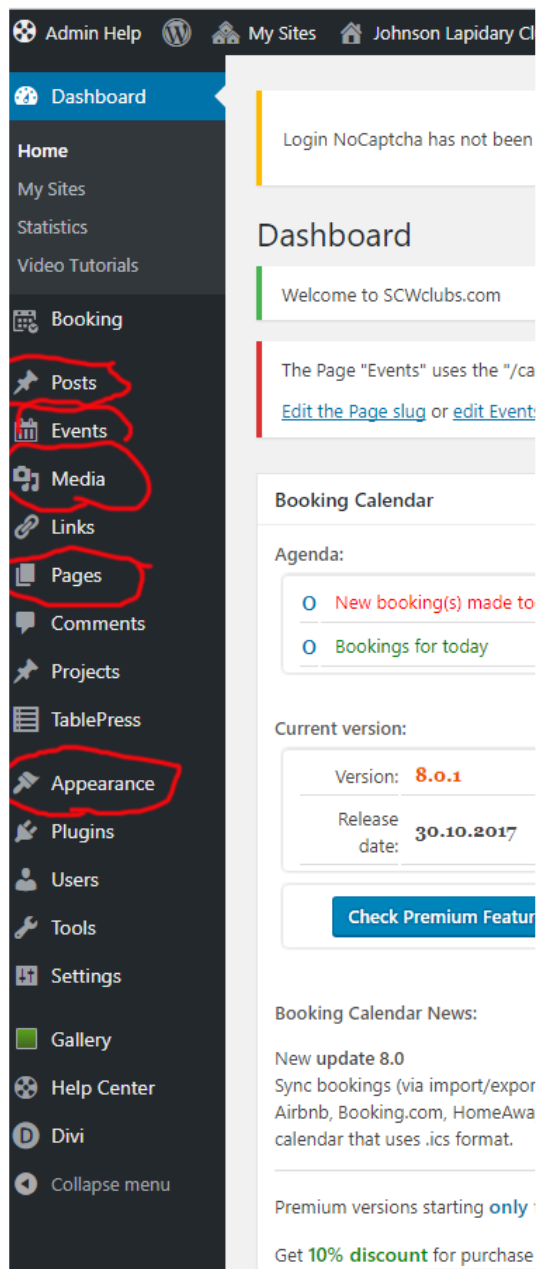 Admin Help My Sites Johnson Lapidary Cl
Dashboard
Home
My Sites
Statistics
Video Tutorials
Booking
Posts
Events
Media
Links
Pages
Comments
Projects
TablePress
Appearance
Plugins
Users
Tools
Settings
Gallery
Help Center
D Divi
Collapse menu
Login NoCaptcha has not been
Dashboard
Welcome to SCWclubs.com
The Page "Events" uses the "/ca
Edit the Page slug or edit Events
Booking Calendar
Agenda:
0 New booking(s) made to
0 Bookings for today
Current version:
Version: 8.0.1
Release
date: 30.10.2017
Check Premium Featur
Booking Calendar News:
New update 8.0
Sync bookings (via import/expor
Airbnb, Booking.com, HomeAwa
calendar that uses .ics format.
Premium versions starting only
Get 10% discount for purchase